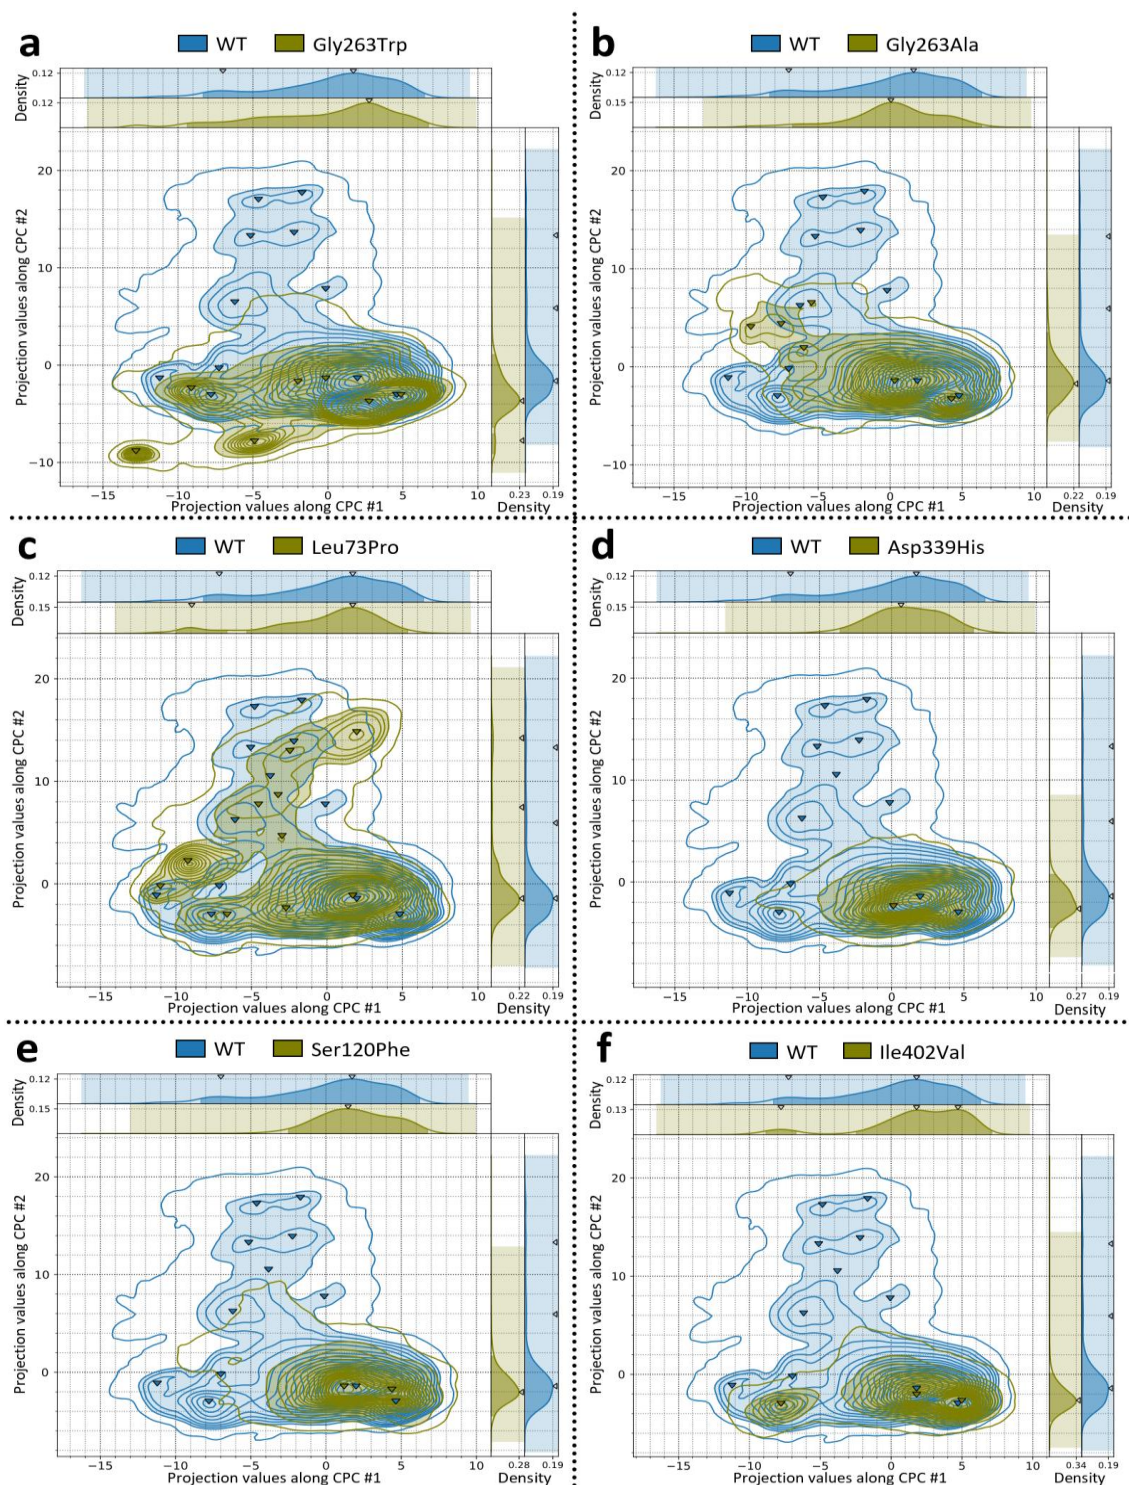 a
WT Gly263Trp
Density
0.12
0.12
Projection values along CPC #2
20
10
0
−10
−15 −10 −5 0 5 10
0.23 0.19
Projection values along CPC #1
Density
b
WT Gly263Ala
Density
0.12
0.15
Projection values along CPC #2
20
10
0
−10
−15 −10 −5 0 5 10
0.22 0.19
Projection values along CPC #1
Density
c
WT Leu73Pro
Density
0.12
0.15
Projection values along CPC #2
20
10
0
−15 −10 −5 0 5 10
0.22 0.19
Projection values along CPC #1
Density
d
WT Asp339His
Density
0.12
0.15
Projection values along CPC #2
20
10
0
−15 −10 −5 0 5 10
0.27 0.19
Projection values along CPC #1
Density
e
WT Ser120Phe
Density
0.12
0.15
Projection values along CPC #2
20
10
0
−15 −10 −5 0 5 10
0.28 0.19
Projection values along CPC #1
Density
f
WT Ile402Val
Density
0.12
0.13
Projection values along CPC #2
20
10
0
−15 −10 −5 0 5 10
0.34 0.19
Projection values along CPC #1
Density